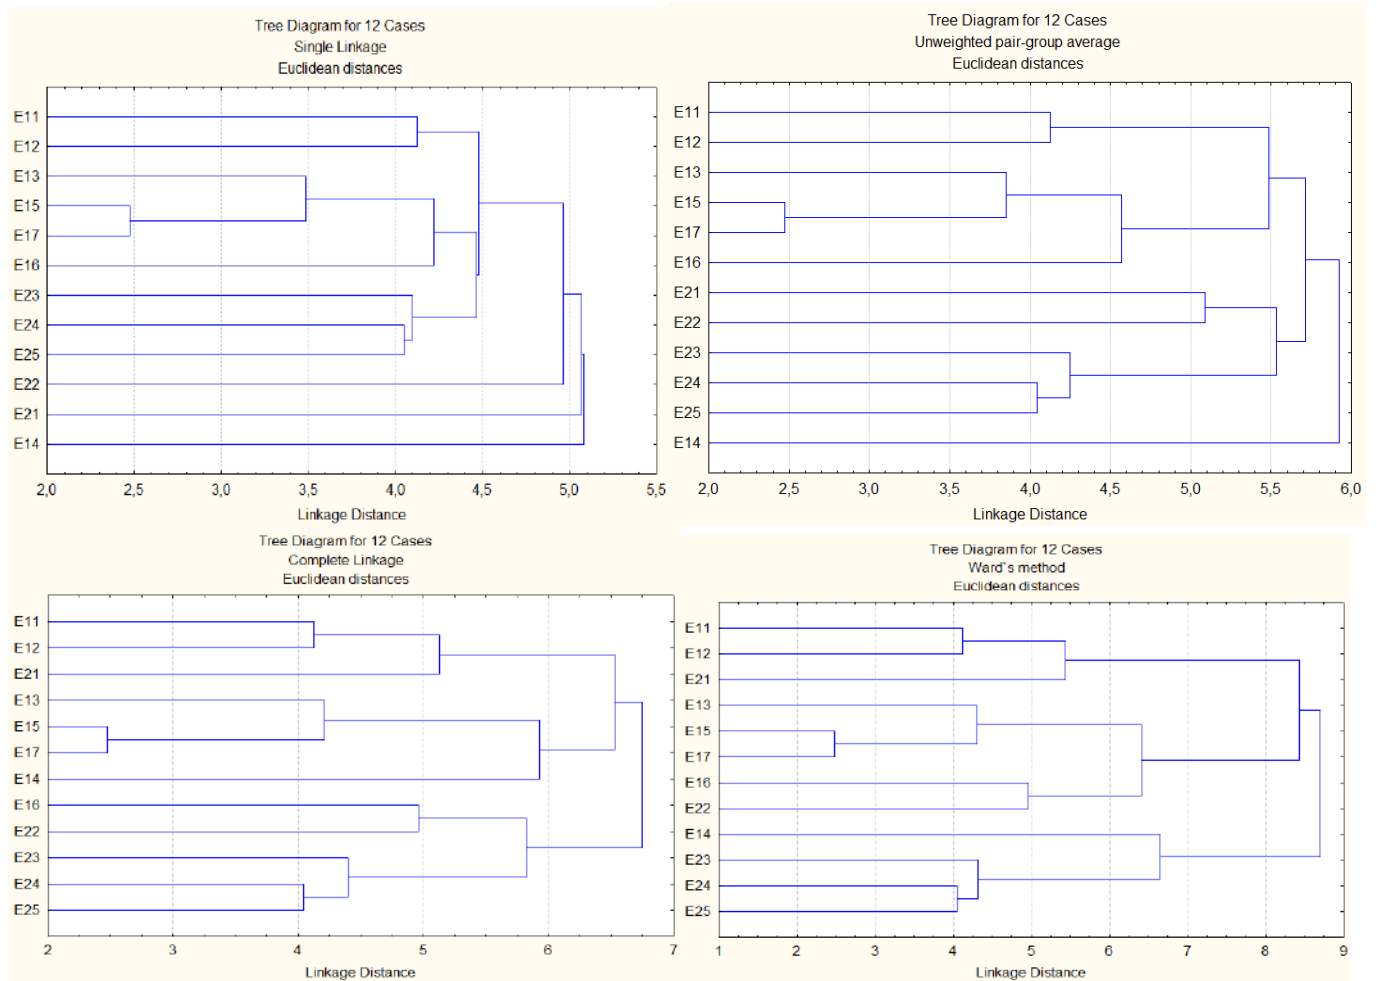 Tree Diagram for 12 Cases
Single Linkage
Euclidean distances
E11
E12
E13
E15
E17
E16
E23
E24
E25
E22
E21
E14
2,0 2,5 3,0 3,5 4,0 4,5 5,0 5,5
Linkage Distance
Tree Diagram for 12 Cases
Unweighted pair-group average
Euclidean distances
E11
E12
E13
E15
E17
E16
E21
E22
E23
E24
E25
E14
2,0 2,5 3,0 3,5 4,0 4,5 5,0 5,5 6,0
Linkage Distance
Tree Diagram for 12 Cases
Complete Linkage
Euclidean distances
E11
E12
E21
E13
E15
E17
E14
E16
E22
E23
E24
E25
2 3 4 5 6 7
Linkage Distance
Tree Diagram for 12 Cases
Ward`s method
Euclidean distances
E11
E12
E21
E13
E15
E17
E16
E22
E14
E23
E24
E25
1 2 3 4 5 6 7 8 9
Linkage Distance